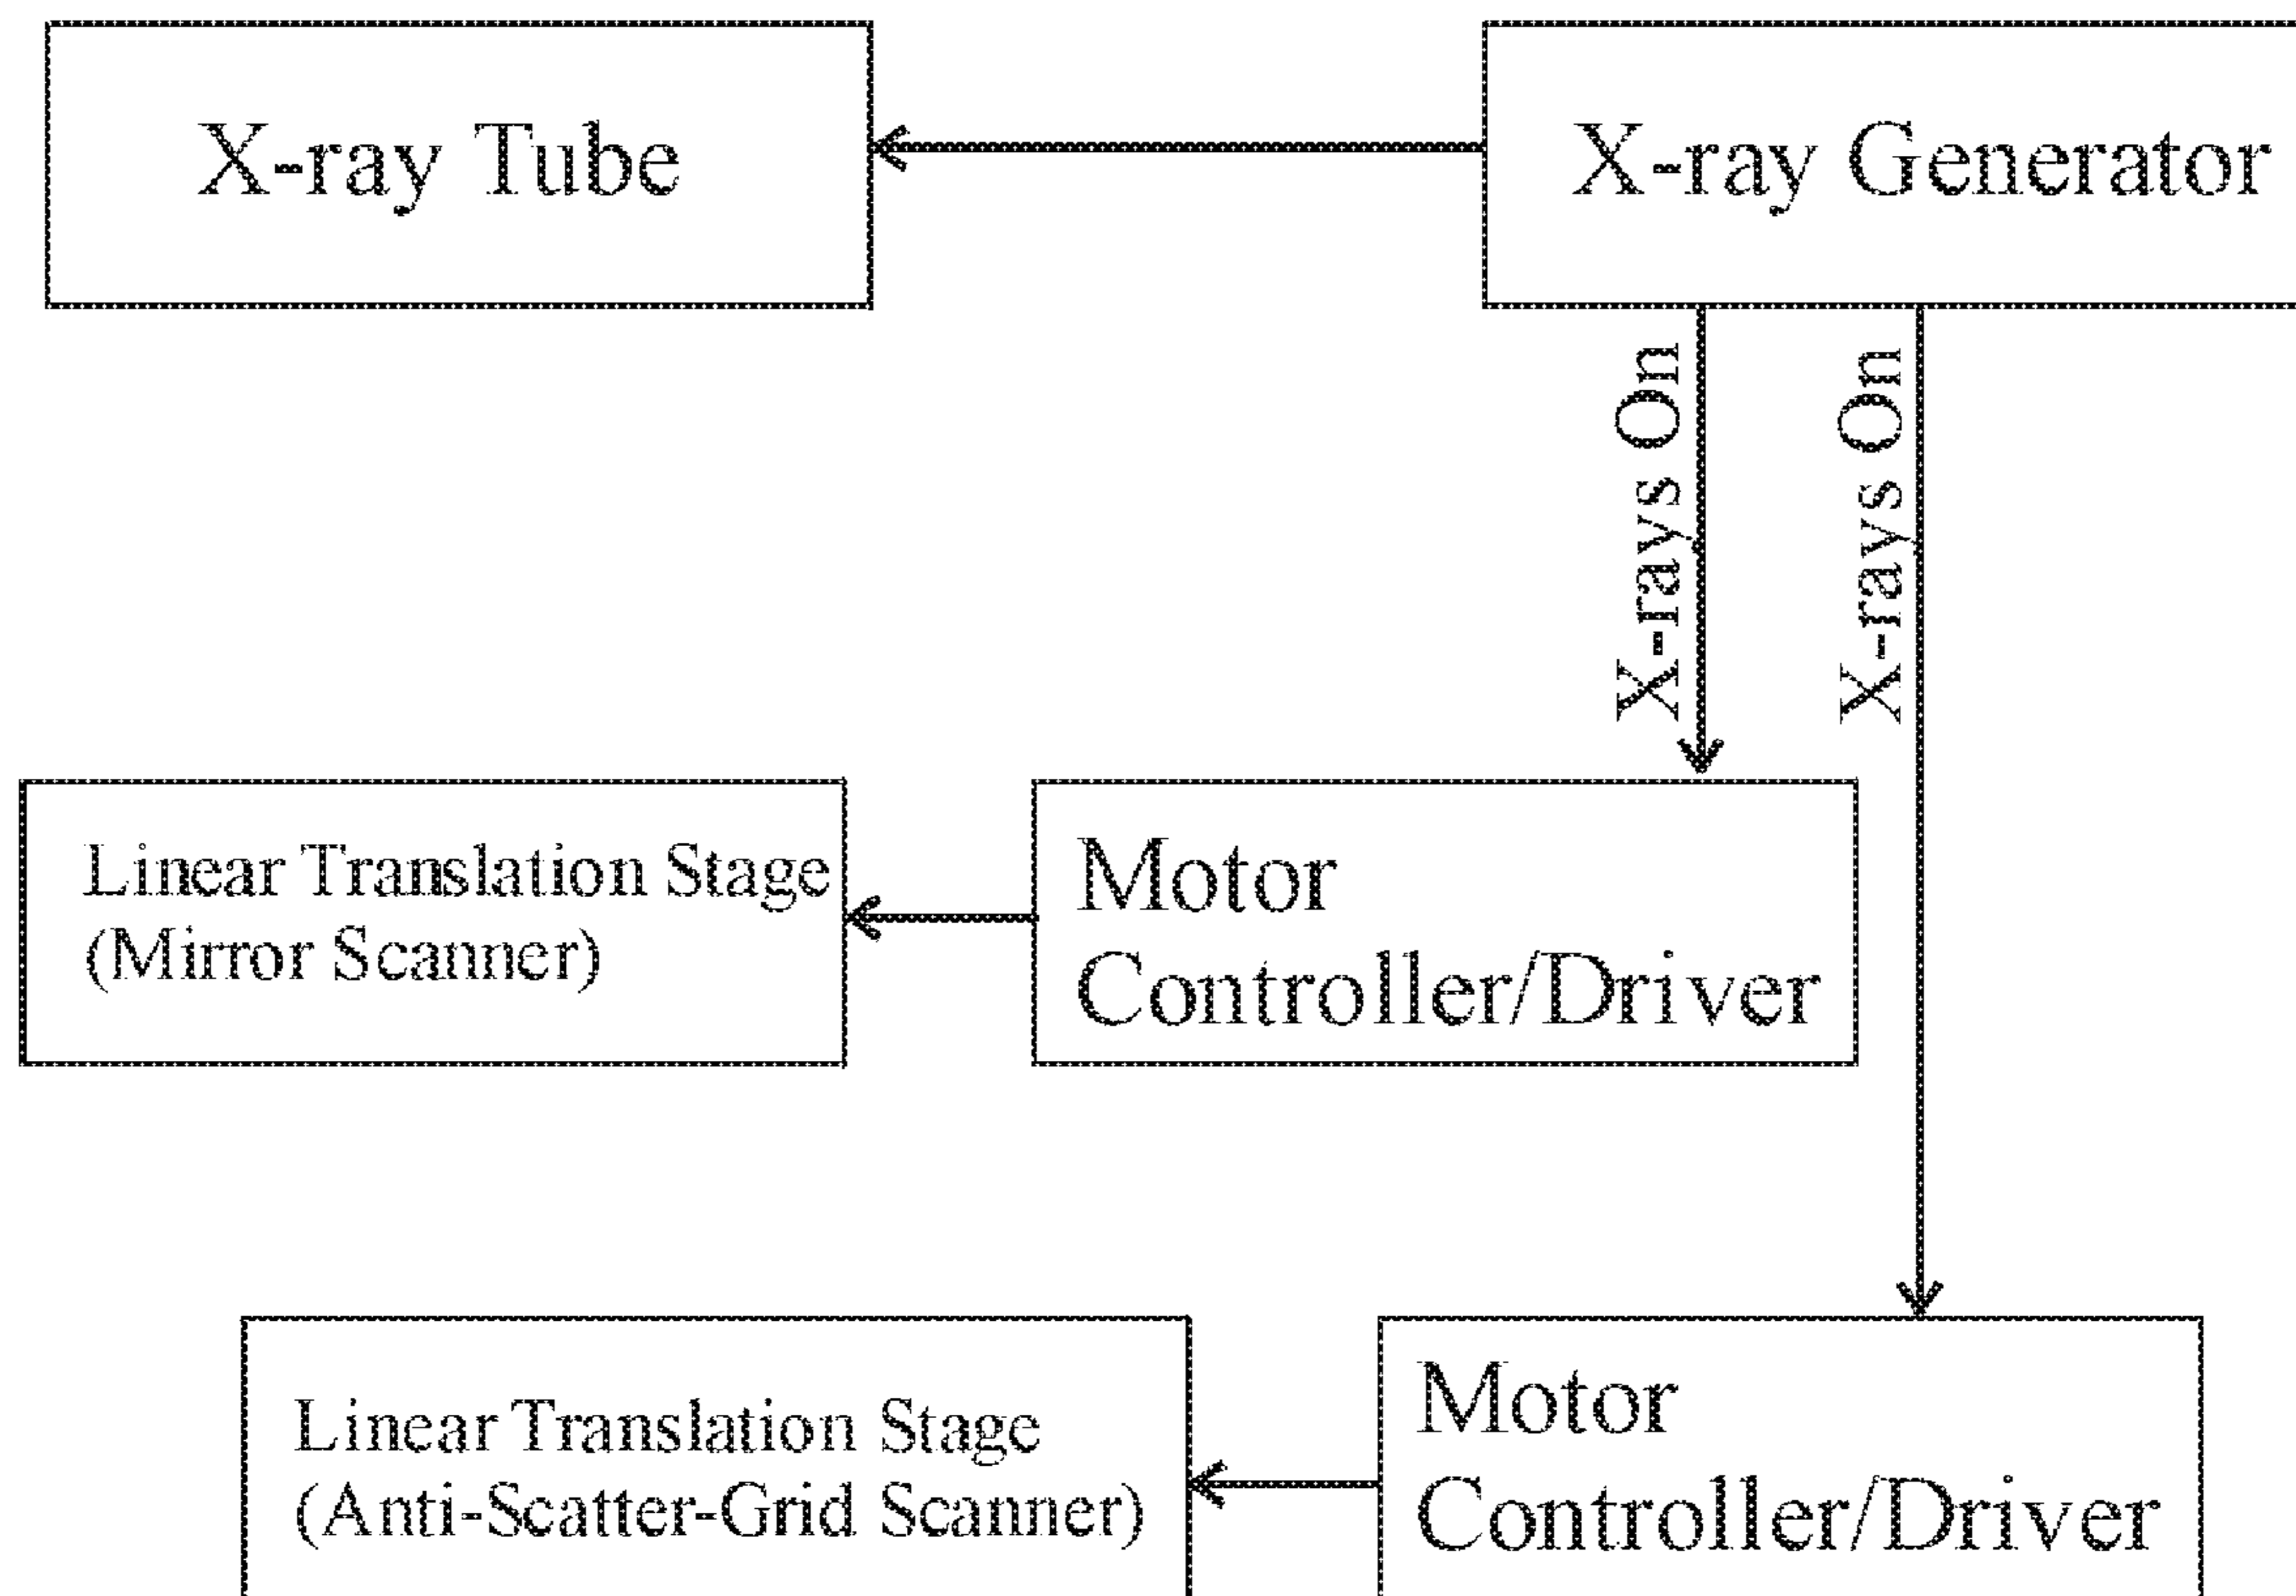 X-ray Tube
X-ray Generator
X-rays On
X-rays On
Linear Translation Stage
(Mirror Scanner)
Motor
Controller/Driver
Linear Translation Stage
(Anti-Scatter-Grid Scanner)
Motor
Controller/Driver